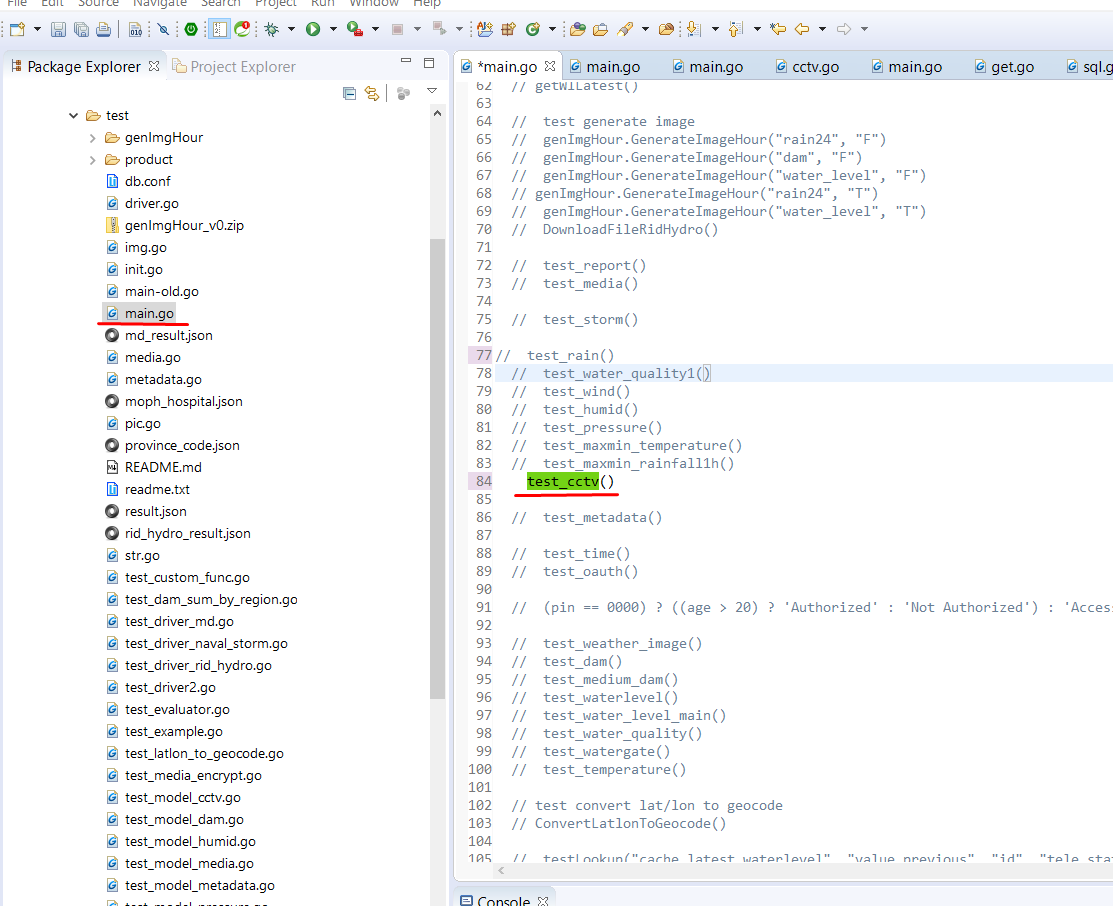 File Edit Source Navigate Search Project Run Window Help
Package Explorer
Project Explorer
test
genImgHour
product
db.conf
driver.go
genImgHour_v0.zip
img.go
init.go
main-old.go
main.go
md_result.json
media.go
metadata.go
moph_hospital.json
pic.go
province_code.json
README.md
readme.txt
result.json
rid_hydro_result.json
str.go
test_custom_func.go
test_dam_sum_by_region.go
test_driver_md.go
test_driver_naval_storm.go
test_driver_rid_hydro.go
test_driver2.go
test_evaluator.go
test_example.go
test_latlon_to_geocode.go
test_media_encrypt.go
test_model_cctv.go
test_model_dam.go
test_model_humid.go
test_model_media.go
test_model_metadata.go
test_model_pressure.go
*main.go main.go main.go cctv.go main.go get.go sql.g
62 // getWlLatest()
63
64 // test generate image
65 // genImgHour.GenerateImageHour("rain24", "F")
66 // genImgHour.GenerateImageHour("dam", "F")
67 // genImgHour.GenerateImageHour("water_level", "F")
68 // genImgHour.GenerateImageHour("rain24", "T")
69 // genImgHour.GenerateImageHour("water_level", "T")
70 // DownloadFileRidHydro()
71
72 // test_report()
73 // test_media()
74
75 // test_storm()
76
77 // test_rain()
78 // test_water_quality1()
79 // test_wind()
80 // test_humid()
81 // test_pressure()
82 // test_maxmin_temperature()
83 // test_maxmin_rainfall1h()
84 test_cctv()
85
86 // test_metadata()
87
88 // test_time()
89 // test_oauth()
90
91 // (pin == 0000) ? ((age > 20) ? 'Authorized' : 'Not Authorized') : 'Acces
92
93 // test_weather_image()
94 // test_dam()
95 // test_medium_dam()
96 // test_waterlevel()
97 // test_water_level_main()
98 // test_water_quality()
99 // test_watergate()
100 // test_temperature()
101
102 // test convert lat/lon to geocode
103 // ConvertLatlonToGeocode()
104
105 // testLookup("cache_latest_waterlevel", "value_previous", "id", "tele_sta
Console